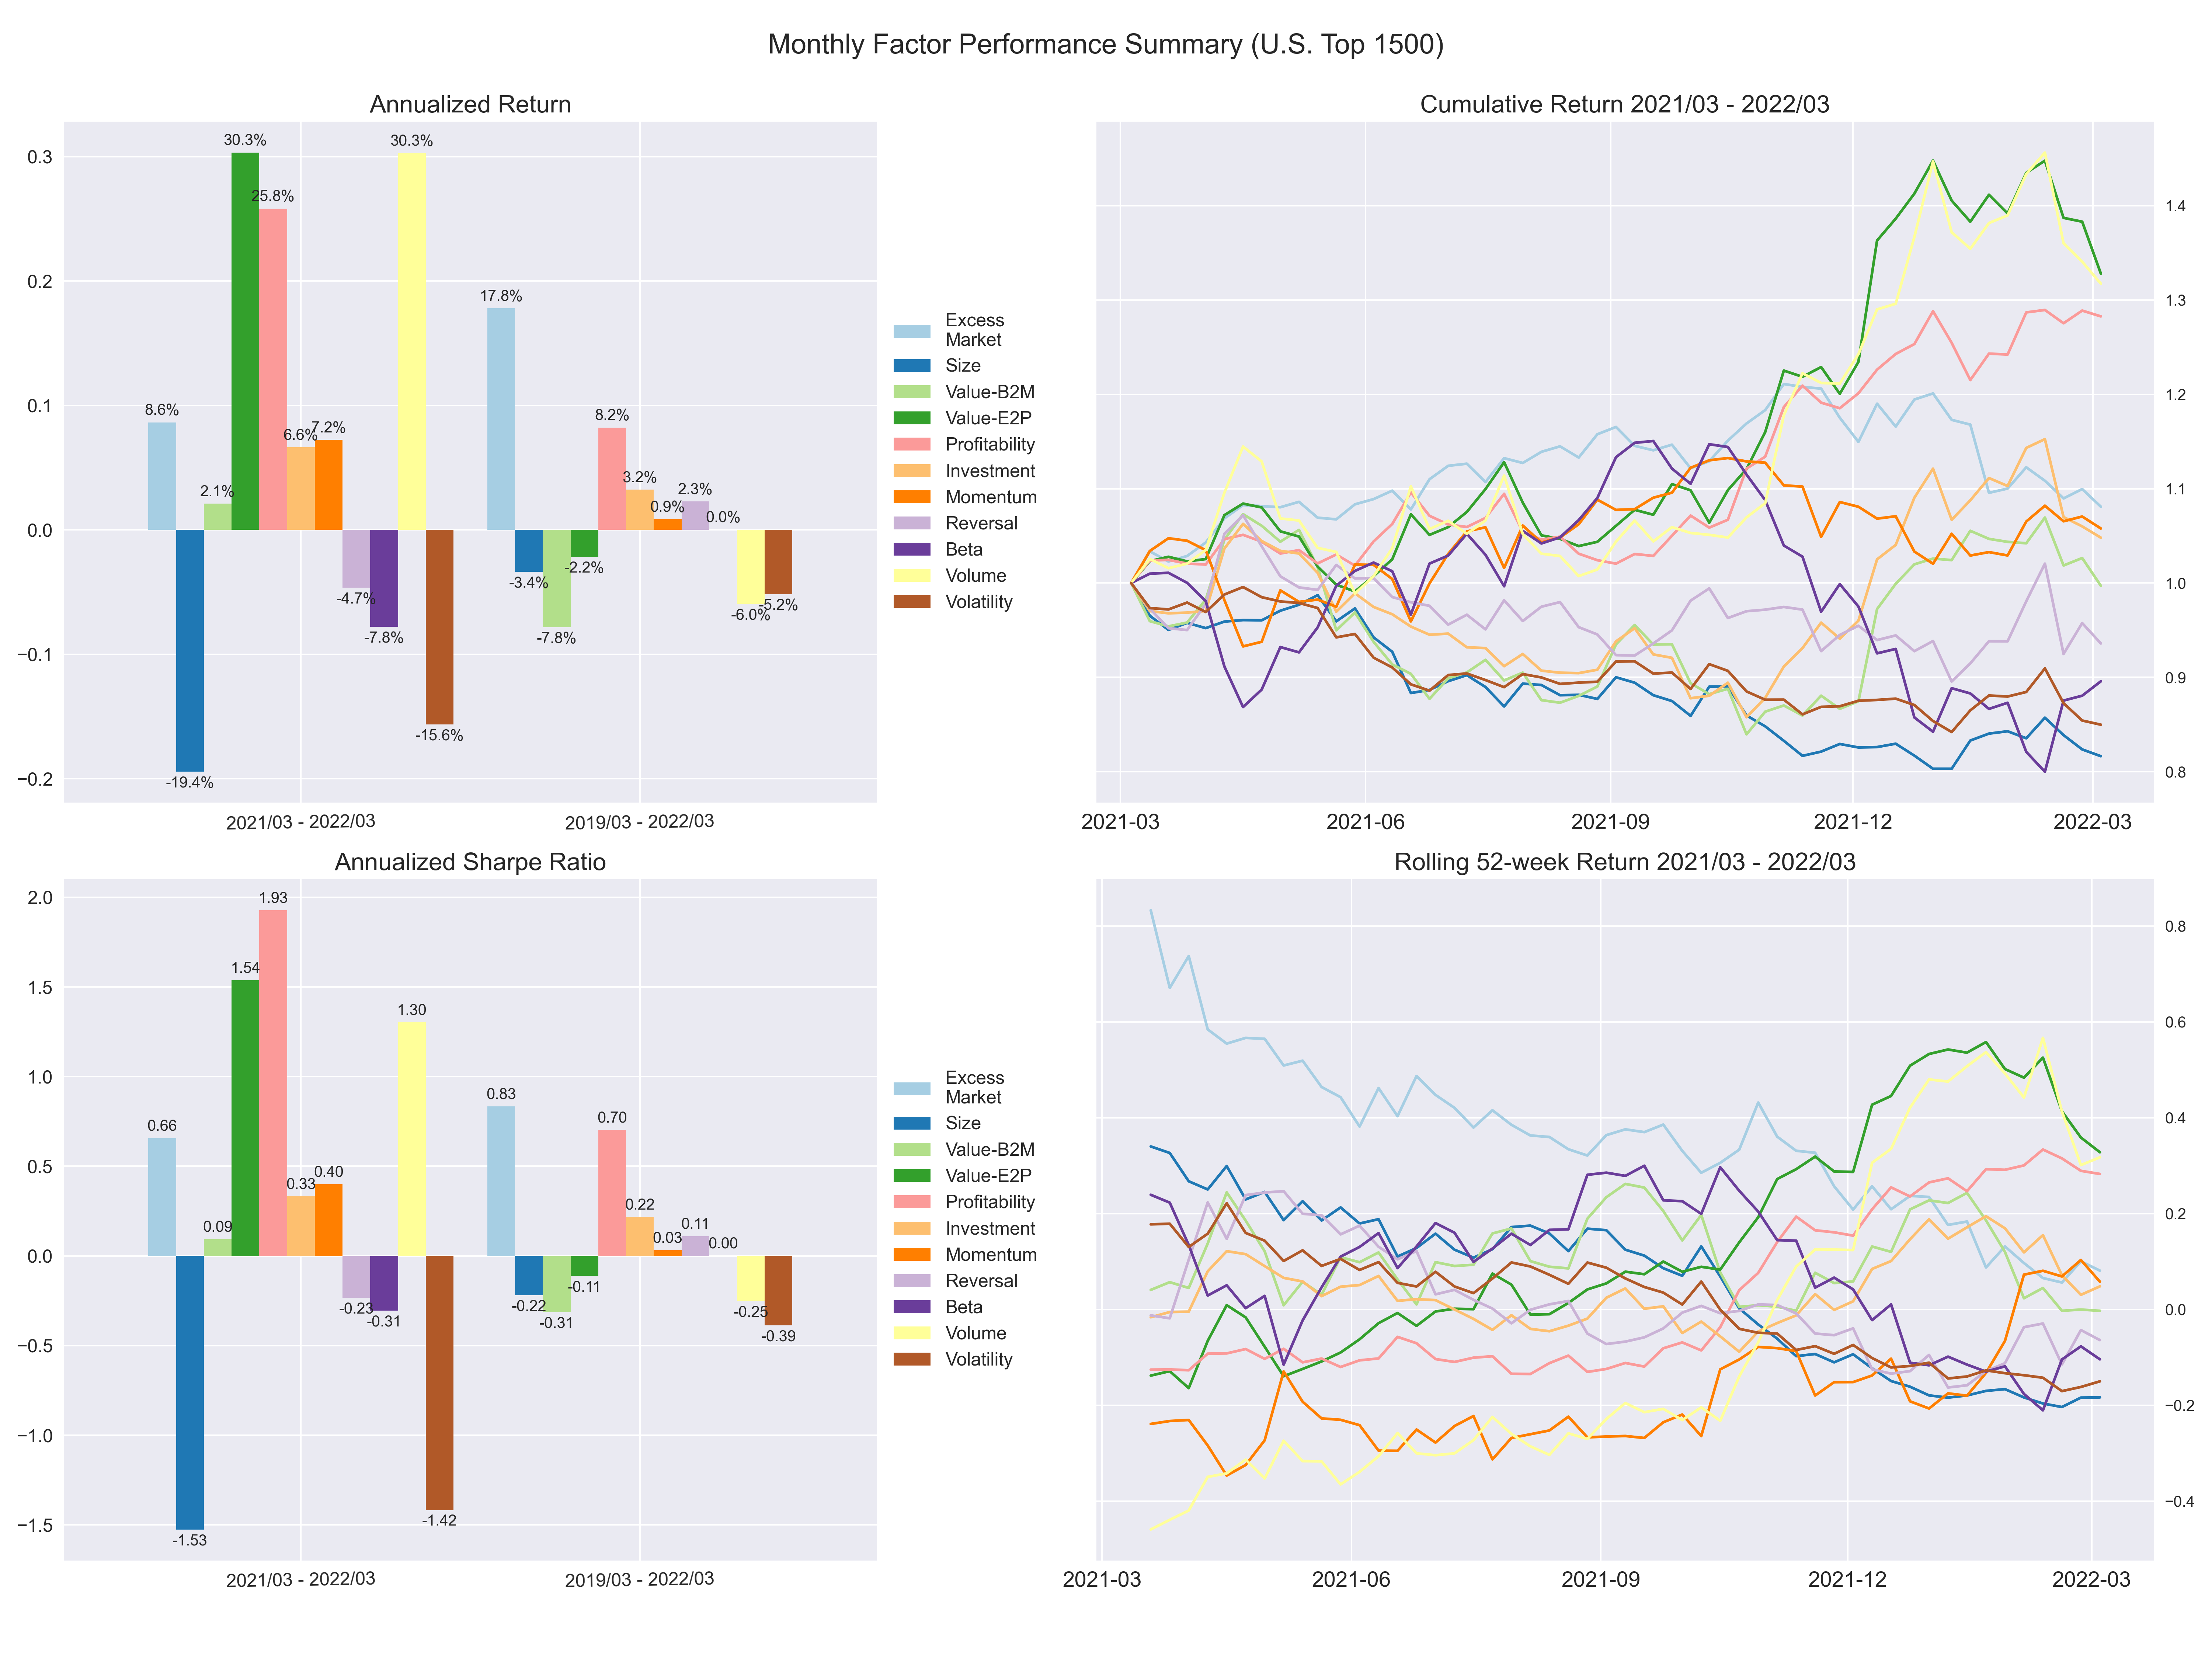 Monthly Factor Performance Summary (U.S. Top 1500)
Annualized Return
0.3
0.2
0.1
0.0
−0.1
−0.2
8.6%
-19.4%
2.1%
30.3%
25.8%
6.6%
7.2%
-4.7%
-7.8%
30.3%
-15.6%
17.8%
-3.4%
-7.8%
-2.2%
8.2%
3.2%
0.9%
2.3%
0.0%
-6.0%
-5.2%
2021/03 - 2022/03
2019/03 - 2022/03
Excess
Market
Size
Value-B2M
Value-E2P
Profitability
Investment
Momentum
Reversal
Beta
Volume
Volatility
Cumulative Return 2021/03 - 2022/03
1.4
1.3
1.2
1.1
1.0
0.9
0.8
2021-03
2021-06
2021-09
2021-12
2022-03
Annualized Sharpe Ratio
2.0
1.5
1.0
0.5
0.0
−0.5
−1.0
−1.5
0.66
-1.53
0.09
1.54
1.93
0.33
0.40
-0.23
-0.31
1.30
-1.42
0.83
-0.22
-0.31
-0.11
0.70
0.22
0.03
0.11
0.00
-0.25
-0.39
2021/03 - 2022/03
2019/03 - 2022/03
Excess
Market
Size
Value-B2M
Value-E2P
Profitability
Investment
Momentum
Reversal
Beta
Volume
Volatility
Rolling 52-week Return 2021/03 - 2022/03
0.8
0.6
0.4
0.2
0.0
−0.2
−0.4
2021-03
2021-06
2021-09
2021-12
2022-03